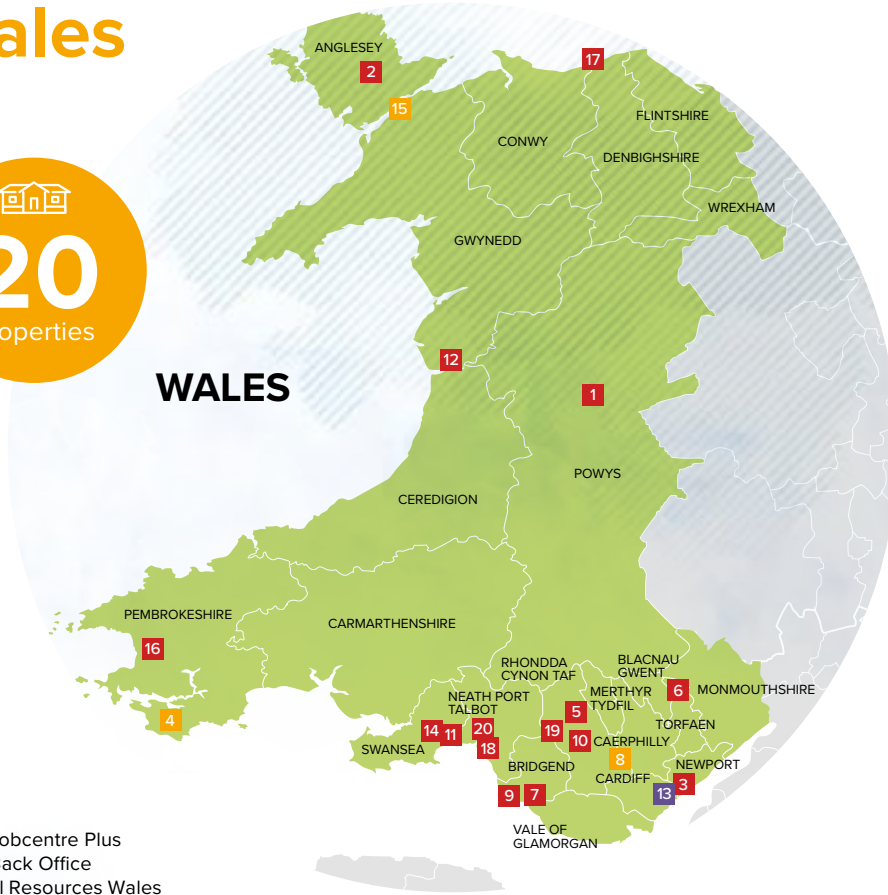 ales
20
operties
WALES
ANGLESEY
2
15
17
FLINTSHIRE
CONWY
DENBIGHSHIRE
WREXHAM
GWYNEDD
12
1
POWYS
CEREDIGION
PEMBROKESHIRE
16
CARMARTHENSHIRE
4
RHONDDA
CYNON TAF
BLACNAU
GWENT
MERTHYR
TYDFIL
6
MONMOUTHSHIRE
NEATH PORT
TALBOT
5
TORFAEN
14
11
20
19
10
CAERPHILLY
SWANSEA
18
8
BRIDGEND
NEWPORT
CARDIFF
3
9
7
13
VALE OF
GLAMORGAN
obcentre Plus
ack Office
l Resources Wales